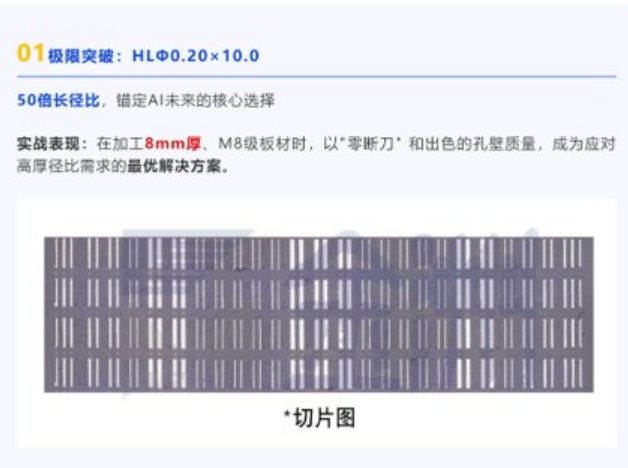 01极限突破：HLΦ0.20×10.0
50倍长径比，锚定AI未来的核心选择
实战表现：在加工8mm厚、M8级板材时，以"零断刀" 和出色的孔壁质量，成为应对
高厚径比需求的最优解决方案。
*切片图